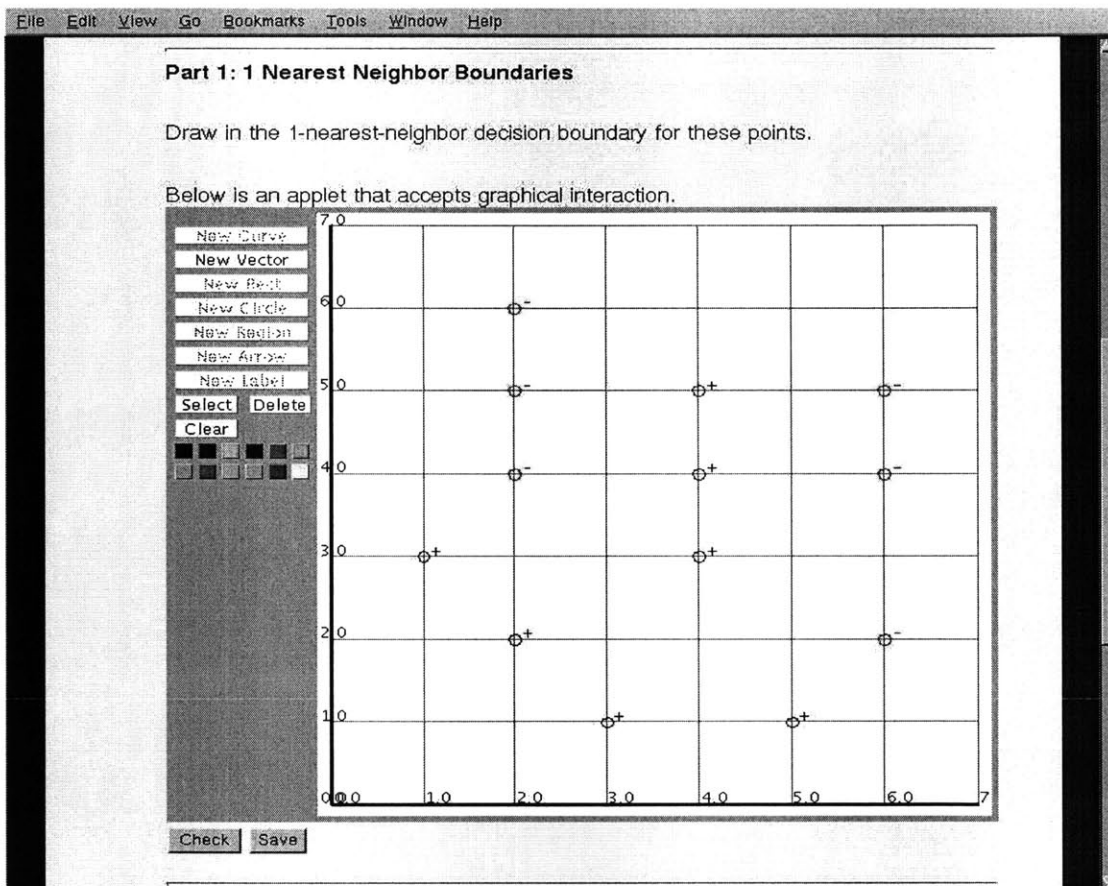 File Edit View Go Bookmarks Tools Window Help
Part 1: 1 Nearest Neighbor Boundaries
Draw in the 1-nearest-neighbor decision boundary for these points.
Below is an applet that accepts graphical interaction.
New Curve
New Vector
New Rect
New Circle
New Region
New Arrow
New Label
Select Delete
Clear
7.0
6.0 -
5.0 - + -
4.0 - + -
3.0 + +
2.0 + -
1.0 + +
0.0 0.0 1.0 2.0 3.0 4.0 5.0 6.0 7
Check Save